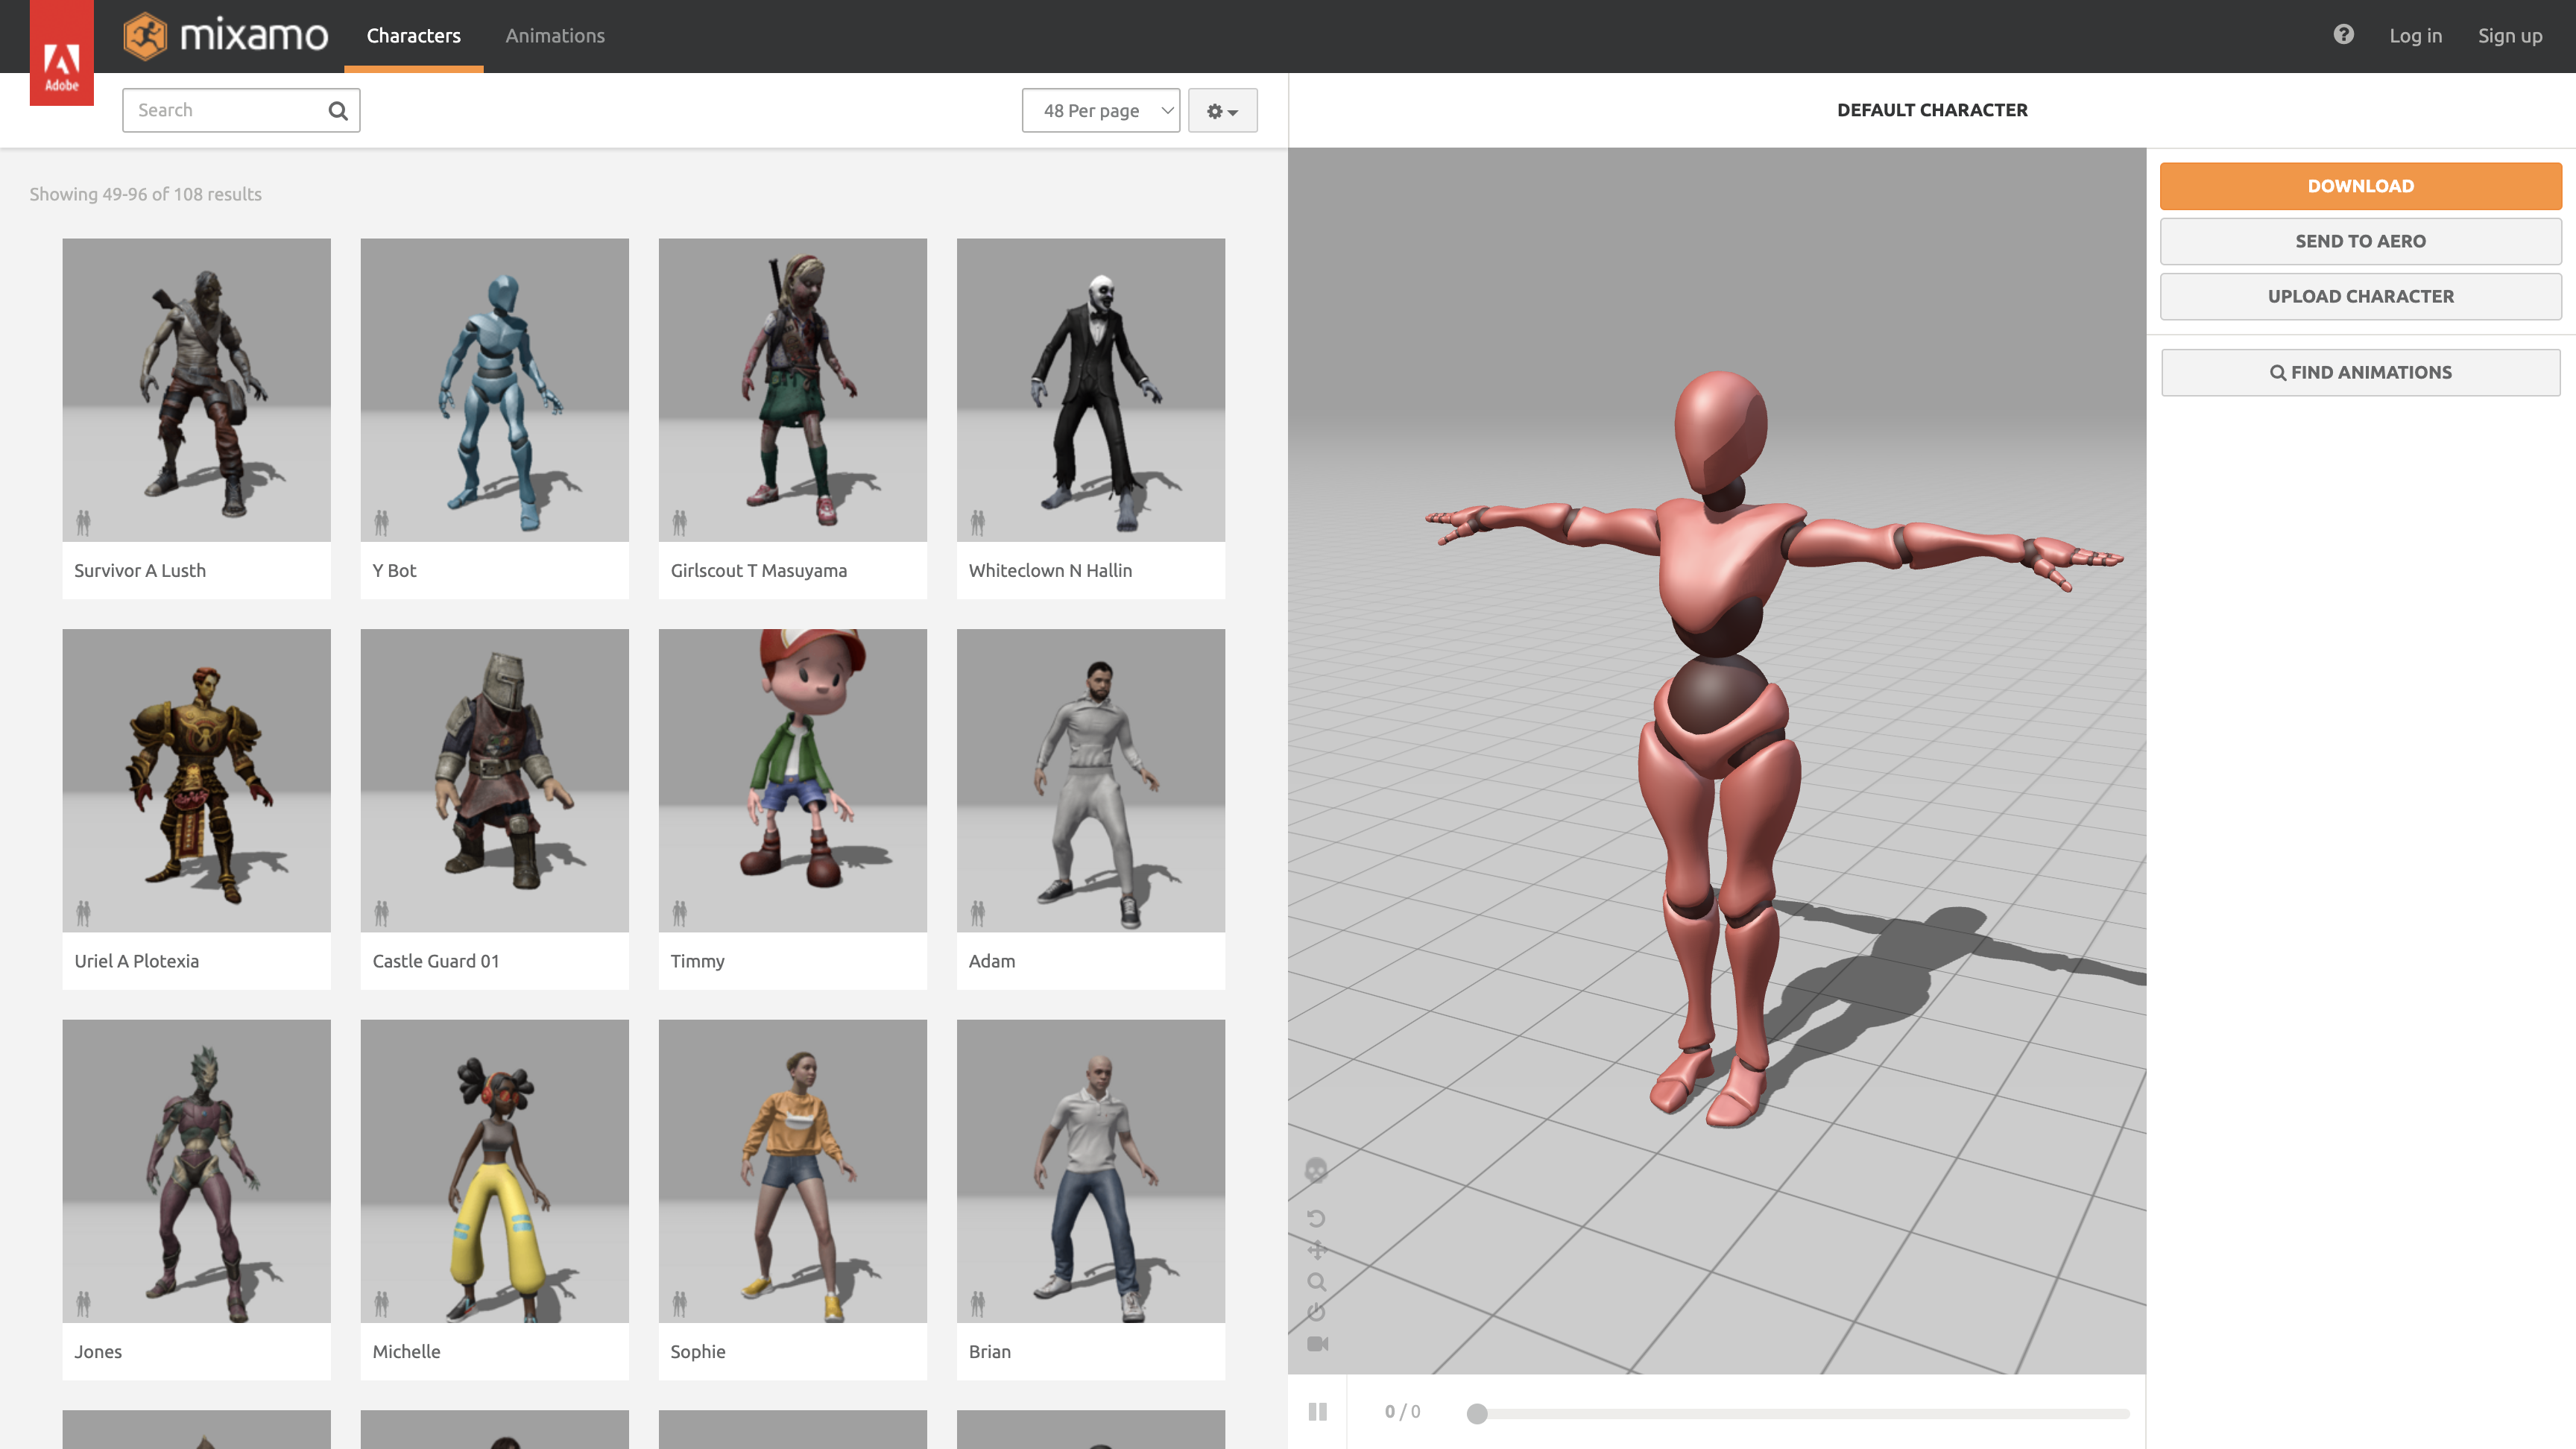 Adobe
mixamo
Characters
Animations
Log in
Sign up
Search
48 Per page
DEFAULT CHARACTER
Showing 49-96 of 108 results
DOWNLOAD
SEND TO AERO
UPLOAD CHARACTER
FIND ANIMATIONS
Survivor A Lusth
Y Bot
Girlscout T Masuyama
Whiteclown N Hallin
Uriel A Plotexia
Castle Guard 01
Timmy
Adam
Jones
Michelle
Sophie
Brian
0 / 0